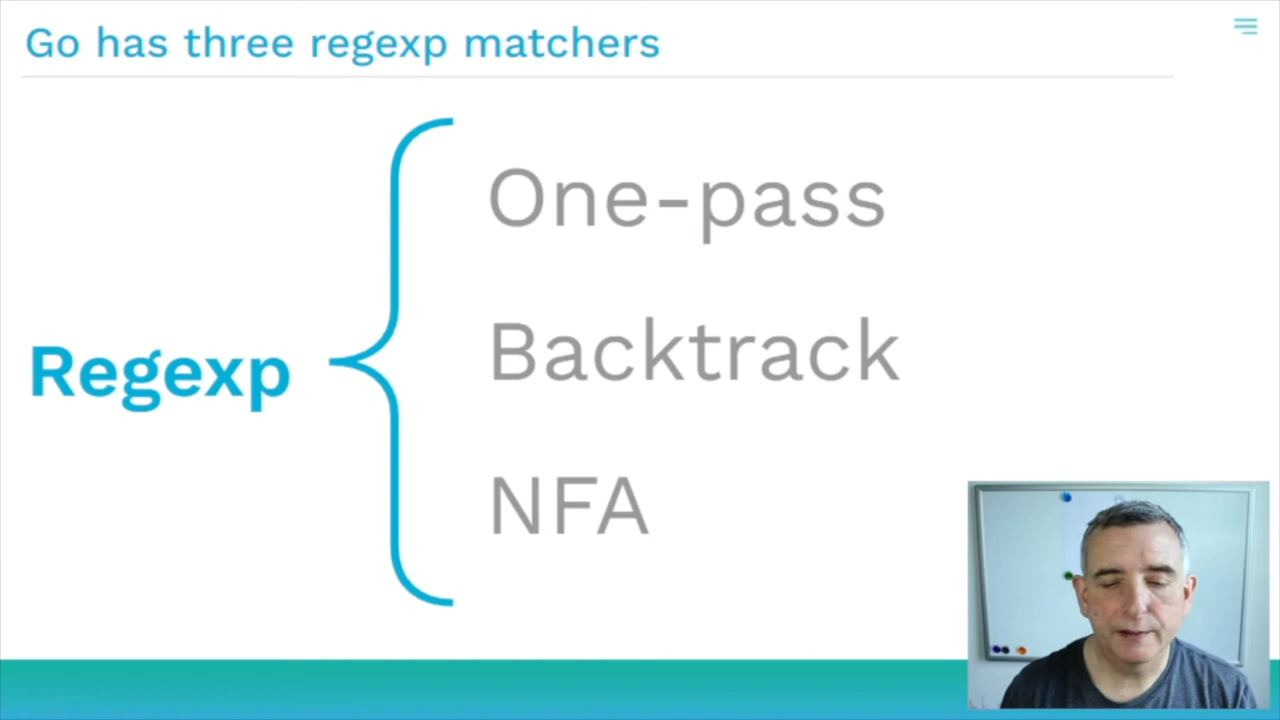 Go has three regexp matchers
One-pass
Regexp
Backtrack
NFA